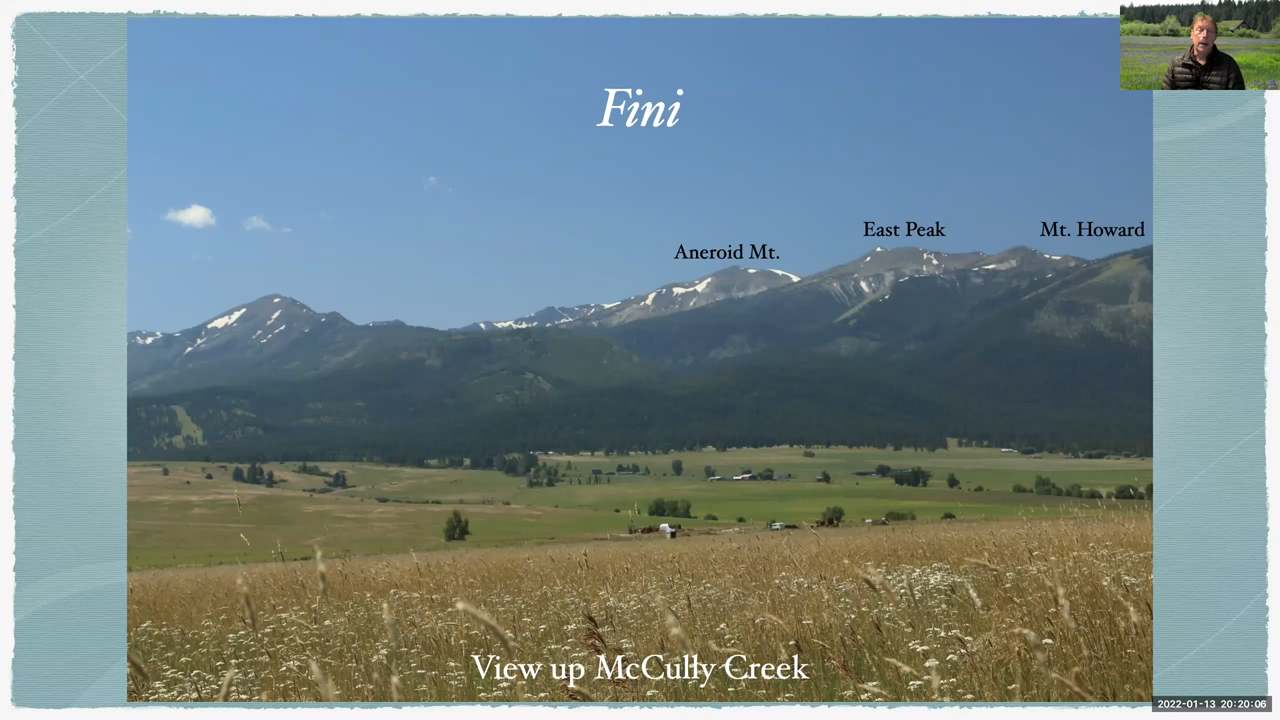 Fini
East Peak
Mt. Howard
Aneroid Mt.
View up McCully Creek
2022-01-13 20:20:06